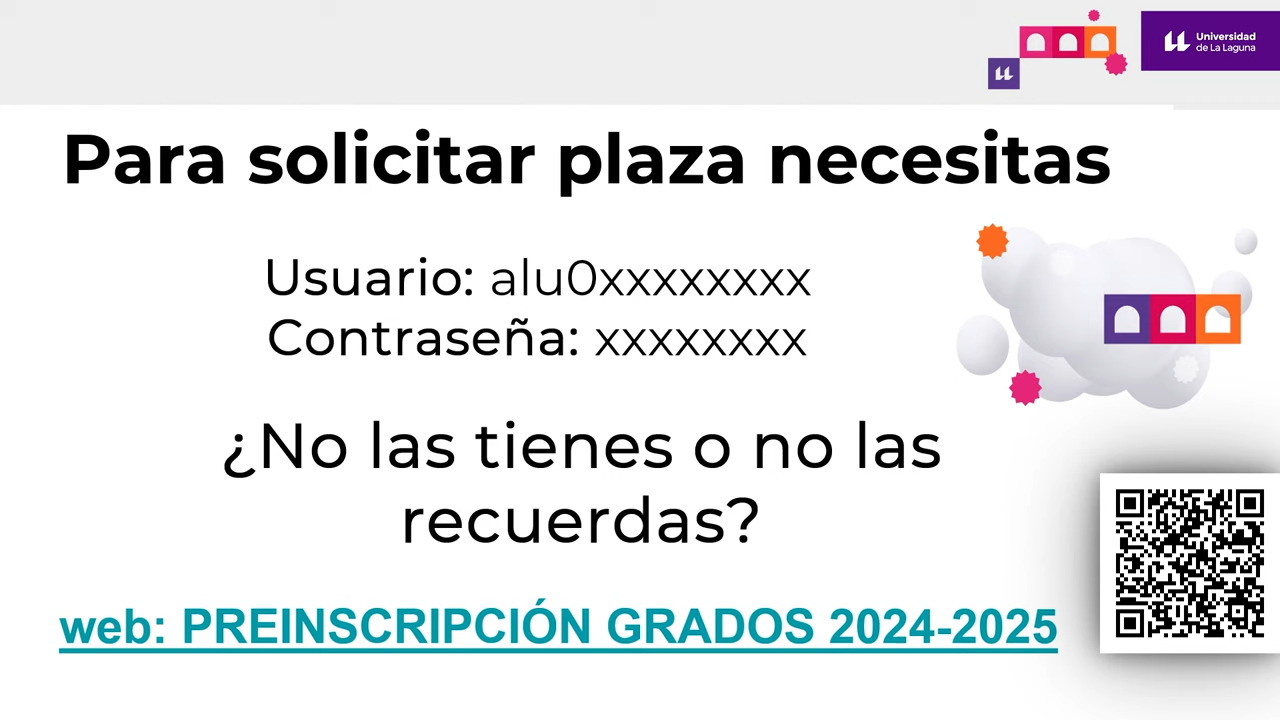 Universidad
de La Laguna
Para solicitar plaza necesitas
Usuario: alu0xxxxxxxxx
Contraseña: xxxxxxxx
¿No las tienes o no las
recuerdas?
web: PREINSCRIPCIÓN GRADOS 2024-2025